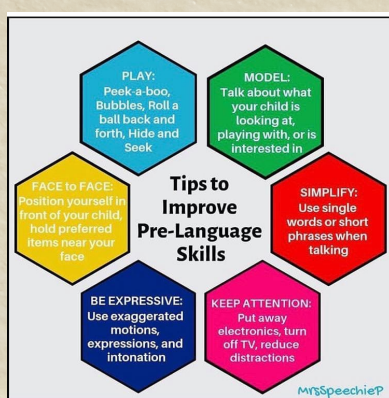 PLAY:
Peek-a-boo,
Bubbles, Roll a
ball back and
forth, Hide and
Seek
MODEL:
Talk about what
your child is
looking at,
playing with, or is
interested in
FACE to FACE:
Position yourself in
front of your child,
hold preferred
items near your
face
Tips to
Improve
Pre-Language
Skills
SIMPLIFY:
Use single
words or short
phrases when
talking
BE EXPRESSIVE:
Use exaggerated
motions,
expressions, and
intonation
KEEP ATTENTION:
Put away
electronics, turn
off TV, reduce
distractions
MrsSpeechieP